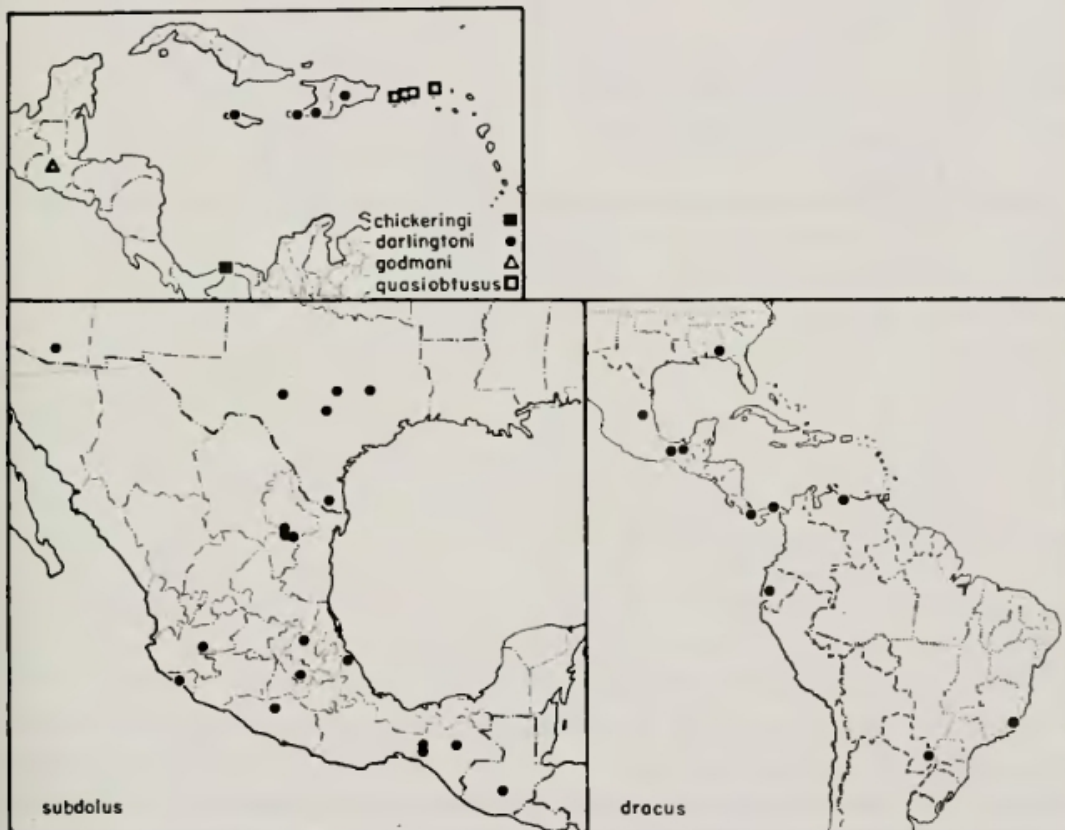 chickeringi
darlingtoni
godmani
quasiobtusus
subdolus
dracus